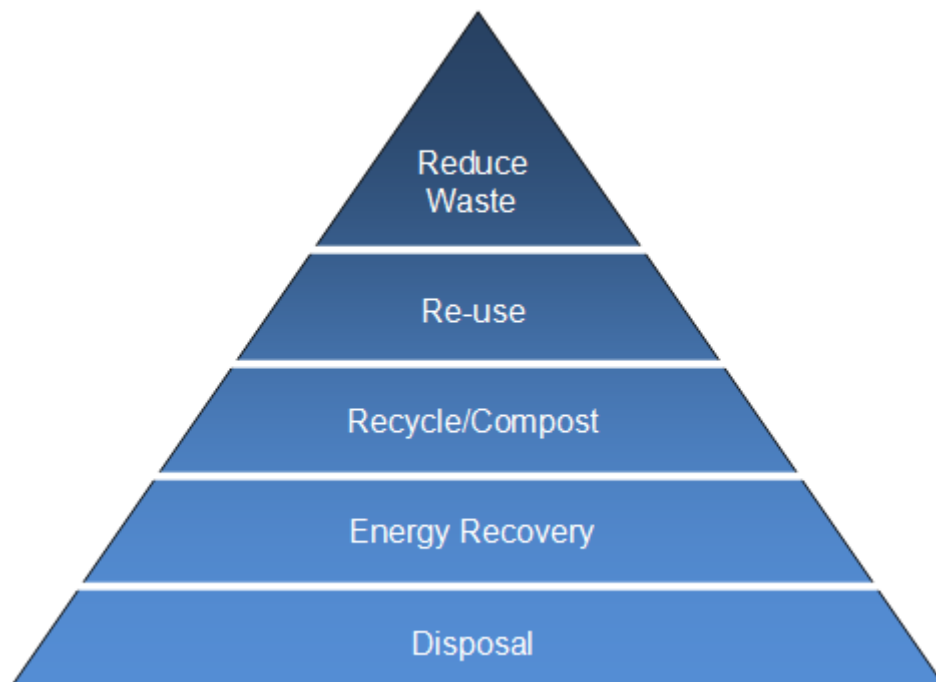 Reduce
Waste
Re-use
Recycle/Compost
Energy Recovery
Disposal